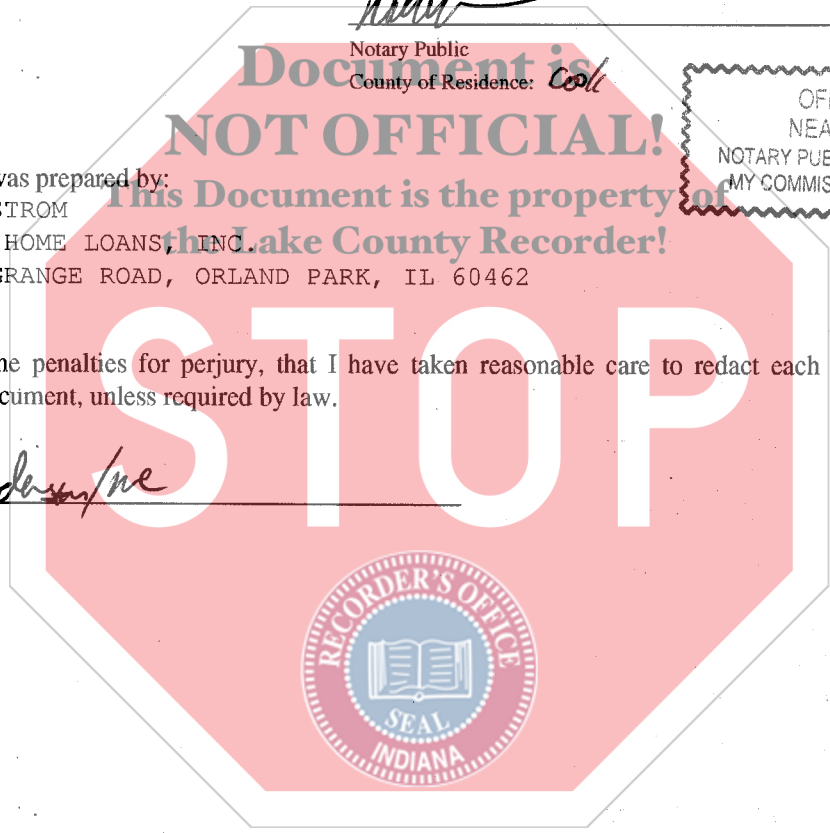 Document is
Notary Public
County of Residence: Cook
NOT OFFICIAL!
OFF
NEA
NOTARY PUB
MY COMMIS
was prepared by:
This Document is the property of
STROM
the Lake County Recorder!
HOME LOANS, INC.
GRANGE ROAD, ORLAND PARK, IL 60462
STOP
he penalties for perjury, that I have taken reasonable care to redact each
cument, unless required by law.
RECORDER'S OFFICE
SEAL
INDIANA